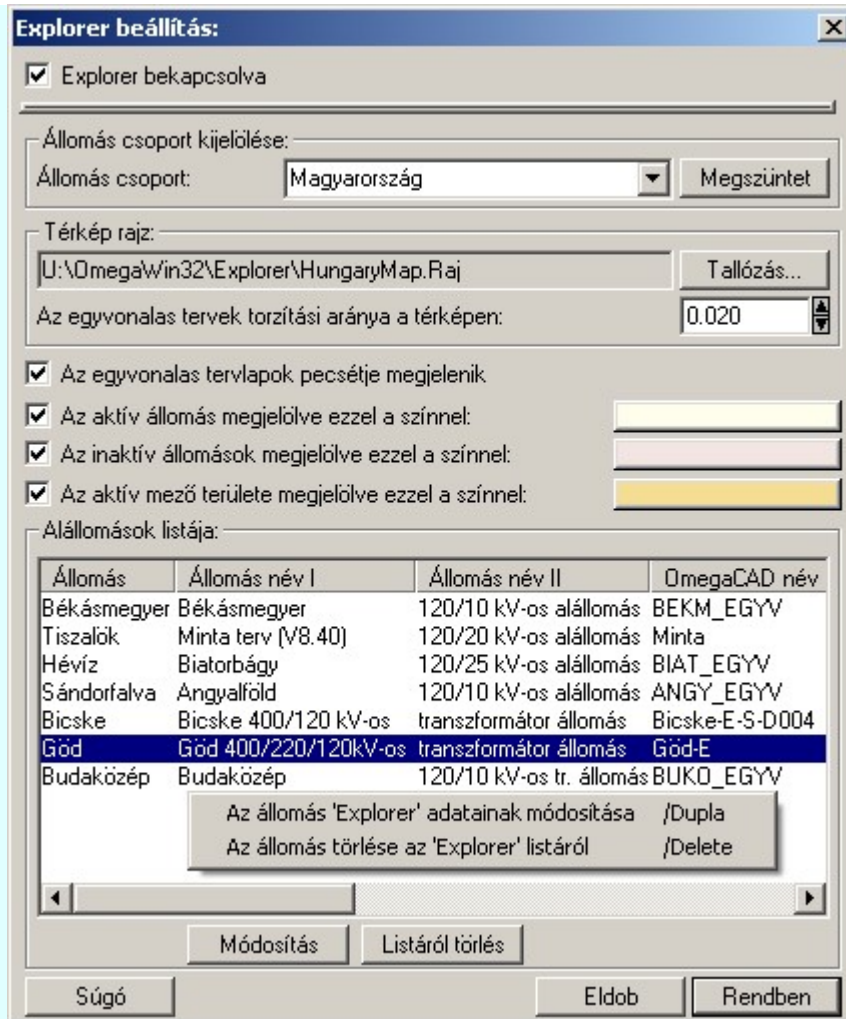 Explorer beállítás:
Explorer bekapcsolva
Állomás csoport kijelölése:
Állomás csoport: Magyarország Megszüntet
Térkép rajz:
U:\OmegaWin32\Explorer\HungaryMap.Raj Tallózás...
Az egyvonalas tervek torzítási aránya a térképen: 0.020
Az egyvonalas tervlapok pecsétje megjelenik
Az aktív állomás megjelölve ezzel a színnel:
Az inaktív állomások megjelölve ezzel a színnel:
Az aktív mező területe megjelölve ezzel a színnel:
Alállomások listája:
Állomás Állomás név I Állomás név II OmegaCAD név
Békásmegyer Békásmegyer 120/10 kV-os alállomás BEKM_EGYV
Tiszalök Minta terv (V8.40) 120/20 kV-os alállomás Minta
Hévíz Biatorbágy 120/25 kV-os alállomás BIAT_EGYV
Sándorfalva Angyalföld 120/10 kV-os alállomás ANGY_EGYV
Bicske Bicske 400/120 kV-os transzformátor állomás Bicske-E-S-D004
Göd Göd 400/220/120kV-os transzformátor állomás Göd-E
Budaközép Budaközép 120/10 kV-os tr. állomás BUKO_EGYV
Az állomás 'Explorer' adatainak módosítása /Dupla
Az állomás törlése az 'Explorer' listáról /Delete
Módosítás Listáról törlés
Súgó Eldob Rendben